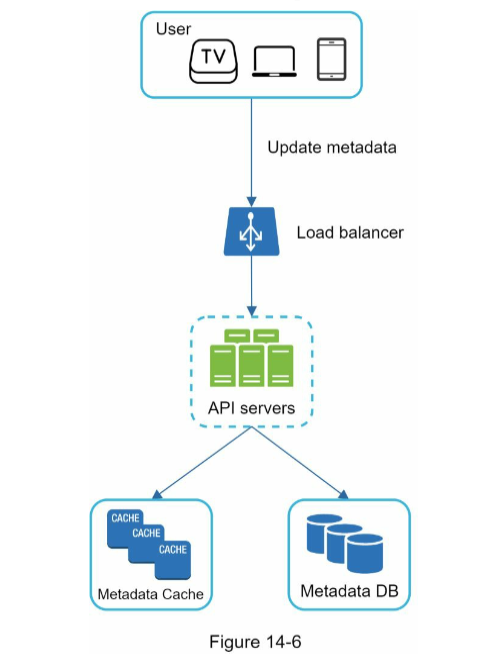 User
TV
Update metadata
Load balancer
API servers
CACHE
CACHE
CACHE
Metadata Cache
Metadata DB
Figure 14-6